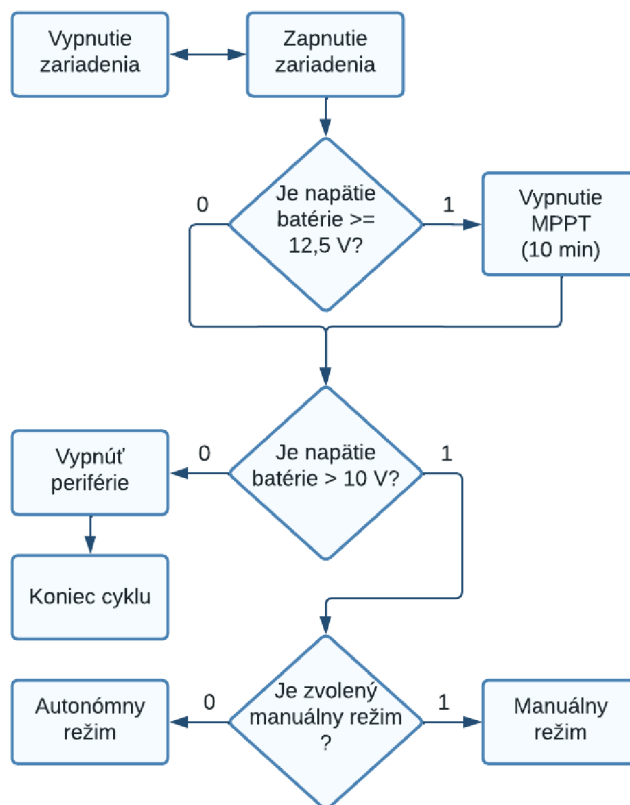 Vypnutie
zariadenia
Zapnutie
zariadenia
Je napätie
batérie >=
12,5 V?
0
1
Vypnutie
MPPT
(10 min)
Je napätie
batérie > 10 V?
0
1
Vypnúť
periférie
Koniec cyklu
Je zvolený
manuálny režim
?
0
1
Autonómny
režim
Manuálny
režim